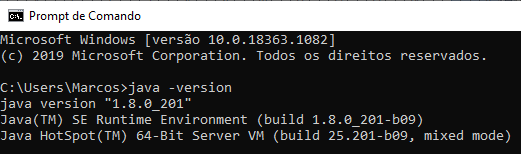 Prompt de Comando
Microsoft Windows [versão 10.0.18363.1082]
(c) 2019 Microsoft Corporation. Todos os direitos reservados.
C:\Users\Marcos>java -version
java version "1.8.0_201"
Java(TM) SE Runtime Environment (build 1.8.0_201-b09)
Java HotSpot(TM) 64-Bit Server VM (build 25.201-b09, mixed mode)